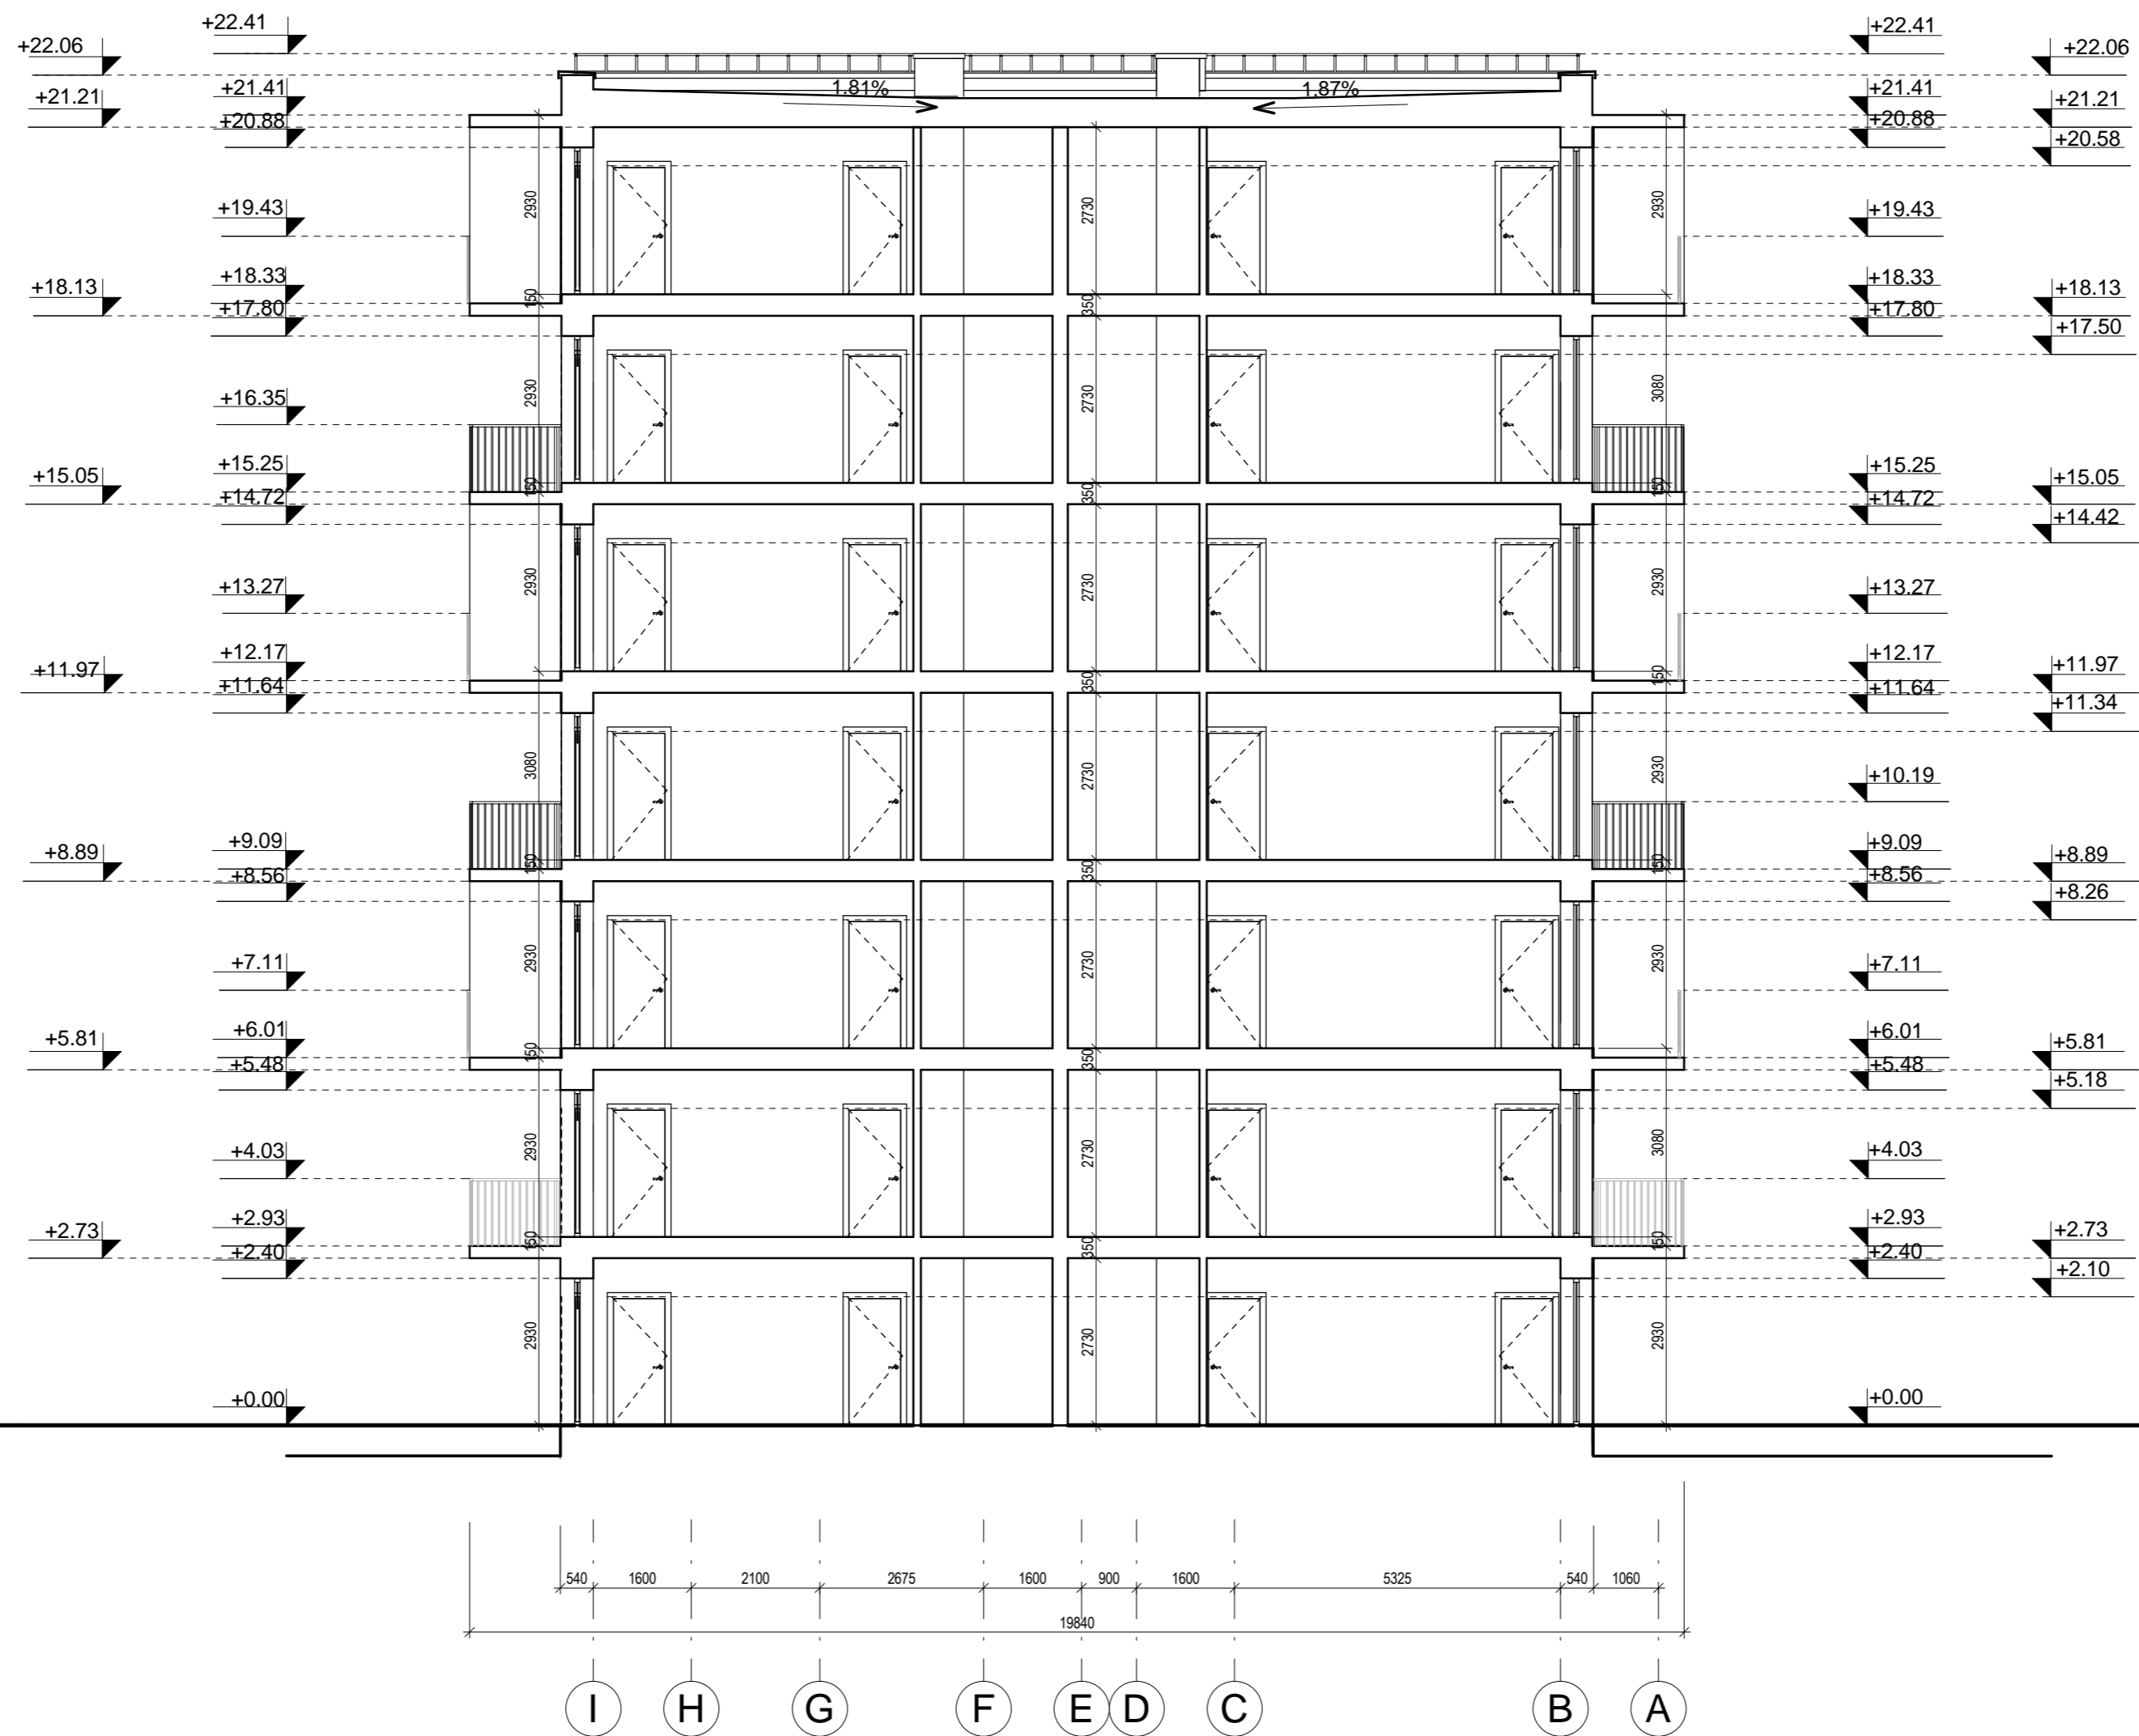 +22.41 +22.41
+22.06 +22.06
+21.41 1.81% 1.87% +21.41
+21.21 +21.21
+20.88 +20.88
+20.58
2930 2730 2930
+19.43 +19.43
+18.33 +18.33
+18.13 +18.13
150 350 150
+17.80 +17.80
+17.50
2930 2730 3080
+16.35 +16.35
+15.25 +15.25
+15.05 +15.05
150 350 150
+14.72 +14.72
+14.42
2930 2730 2930
+13.27 +13.27
+12.17 +12.17
+11.97 +11.97
150 350 150
+11.64 +11.64
+11.34
3080 2730 2930
+10.19
+9.09 +9.09
+8.89 +8.89
150 350 150
+8.56 +8.56
+8.26
2930 2730 2930
+7.11 +7.11
+6.01 +6.01
+5.81 +5.81
150 350 150
+5.48 +5.48
+5.18
2930 2730 3080
+4.03 +4.03
+2.93 +2.93
+2.73 +2.73
150 350 150
+2.40 +2.40
+2.10
2930 2730 2930
+0.00 +0.00
540 1600 2100 2675 1600 900 1600 5325 540 1060
19840
I H G F E D C B A